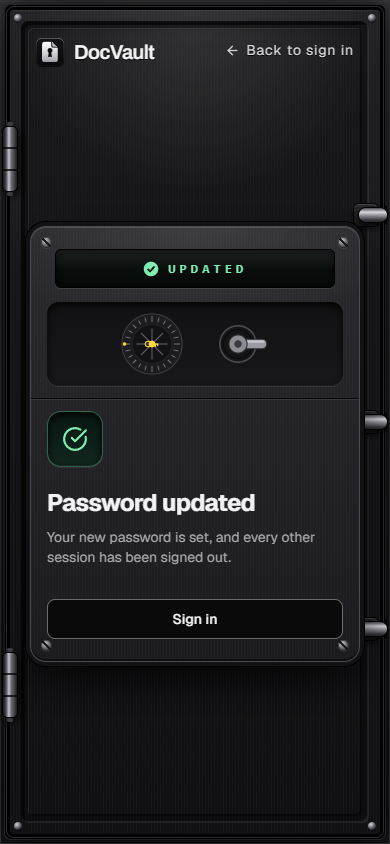 DocVault
Back to sign in
UPDATED
Password updated
Your new password is set, and every other
session has been signed out.
Sign in